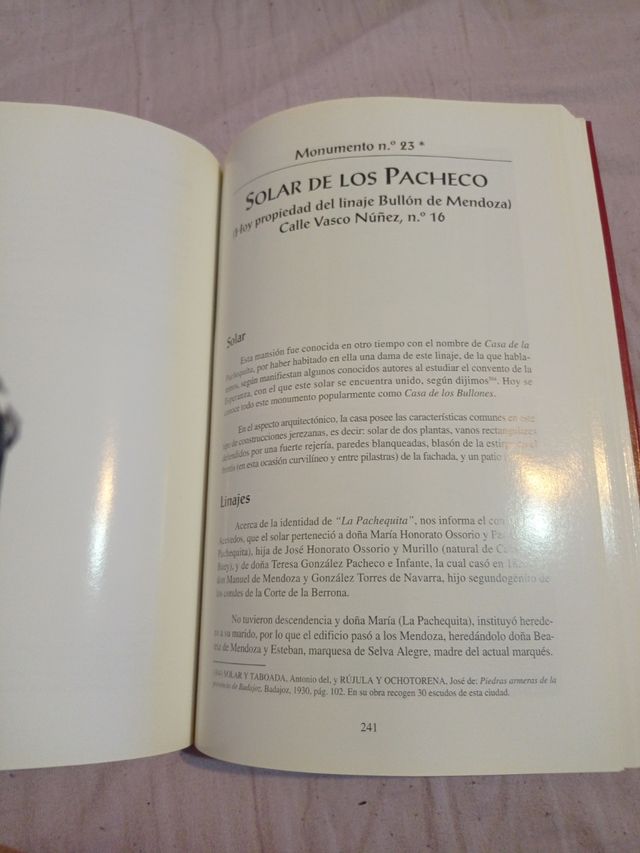 Monumento n.º 23 *
SOLAR DE LOS PACHECO
(Hoy propiedad del linaje Bullón de Mendoza)
Calle Vasco Núñez, n.º 16
Solar
Esta mansión fue conocida en otro tiempo con el nombre de Casa de la
Pachequita, por haber habitado en ella una dama de este linaje, de la que habla-
remos, según manifiestan algunos conocidos autores al estudiar el convento de la
Esperanza, con el que este solar se encuentra unido, según dijimos. Hoy se
conoce todo este monumento popularmente como Casa de los Bullones.
En el aspecto arquitectónico, la casa posee las características comunes en este
tipo de construcciones jerezanas, es decir: solar de dos plantas, vanos rectangulares
defendidos por una fuerte rejería, paredes blanqueadas, blasón de la estirpe en el
(en esta ocasión curvilíneo y entre pilastras) de la fachada, y un patio
Linajes
Acerca de la identidad de “La Pachequita”, nos informa el
Acevedos, que el solar perteneció a doña María Honorato Ossorio y
Pachequita), hija de José Honorato Ossorio y Murillo (natural de
y de doña Teresa González Pacheco e Infante, la cual casó en
don Manuel de Mendoza y González Torres de Navarra, hijo segundogénito de
los condes de la Corte de la Berrona.
No tuvieron descendencia y doña María (La Pachequita), instituyó herede-
ro a su marido, por lo que el edificio pasó a los Mendoza, heredándolo doña Bea-
de Mendoza y Esteban, marquesa de Selva Alegre, madre del actual marqués.
SOLAR Y TABOADA, Antonio del, y RÚJULA Y OCHOTORENA, José de: Piedras armeras de la
provincia de Badajoz, Badajoz, 1930, pág. 102. En su obra recogen 30 escudos de esta ciudad.
241